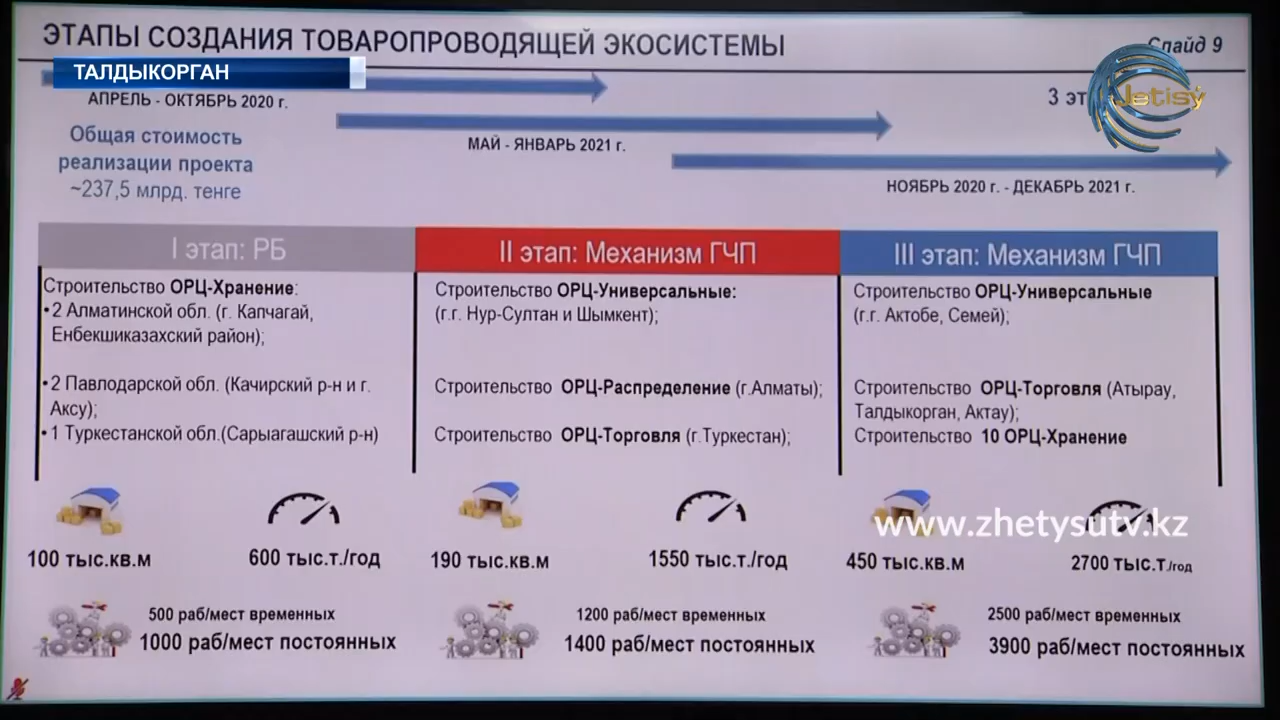 ЭТАПЫ СОЗДАНИЯ ТОВАРОПРОВОДЯЩЕЙ ЭКОСИСТЕМЫ
Слайд 9
ТАЛДЫКОРГАН
Jetisý
АПРЕЛЬ - ОКТЯБРЬ 2020 г.
3 эт
Общая стоимость
реализации проекта
~237,5 млрд. тенге
МАЙ - ЯНВАРЬ 2021 г.
НОЯБРЬ 2020 г. - ДЕКАБРЬ 2021 г.
I этап: РБ
Строительство ОРЦ-Хранение:
•2 Алматинской обл. (г. Капчагай,
Енбекшиказахский район);
•2 Павлодарской обл. (Качирский р-н и г.
Аксу);
•1 Туркестанской обл.(Сарыагашский р-н)
100 тыс.кв.м
600 тыс.т./год
500 раб/мест временных
1000 раб/мест постоянных
II этап: Механизм ГЧП
Строительство ОРЦ-Универсальные:
(г.г. Нур-Султан и Шымкент);
Строительство ОРЦ-Распределение (г.Алматы);
Строительство ОРЦ-Торговля (г.Туркестан);
190 тыс.кв.м
1550 тыс.т./год
1200 раб/мест временных
1400 раб/мест постоянных
III этап: Механизм ГЧП
Строительство ОРЦ-Универсальные
(г.г. Актобе, Семей);
Строительство ОРЦ-Торговля (Атырау,
Талдыкорган, Актау);
Строительство 10 ОРЦ-Хранение
www.zhetysutv.kz
450 тыс.кв.м
2700 тыс.т./год
2500 раб/мест временных
3900 раб/мест постоянных